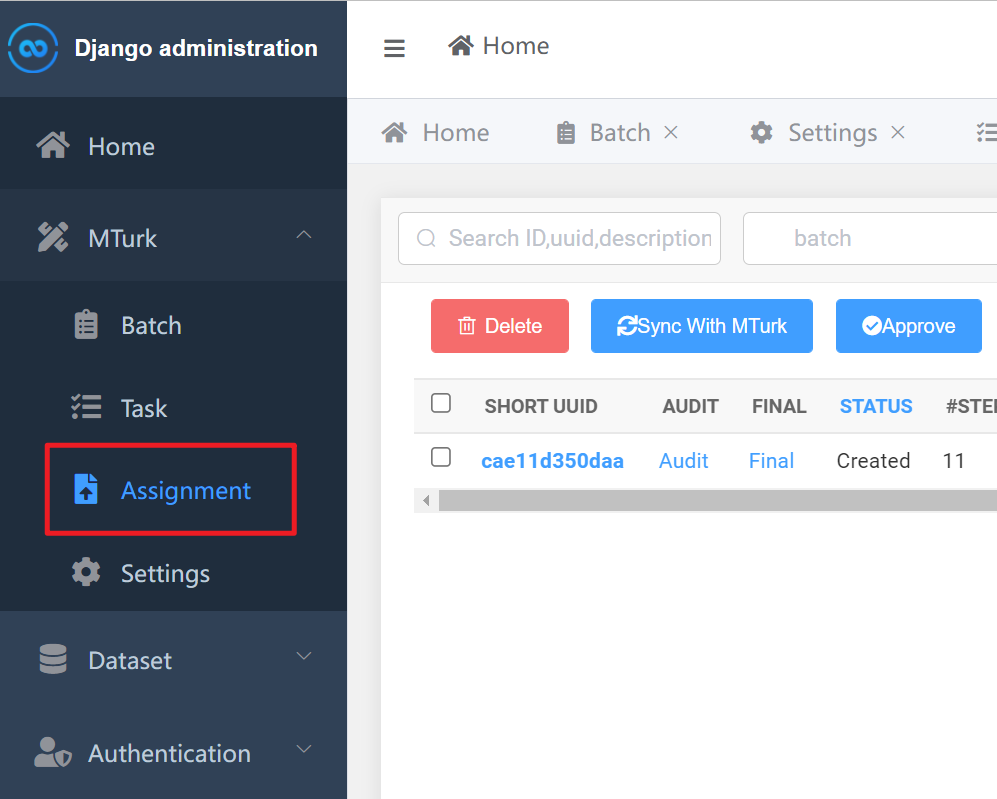 Django administration
Home
Home
MTurk
Batch
Task
Assignment
Settings
Dataset
Authentication
Home
Batch
Settings
Search ID,uuid,description
batch
Delete
Sync With MTurk
Approve
SHORT UUID AUDIT FINAL STATUS #STE
cae11d350daa Audit Final Created 11